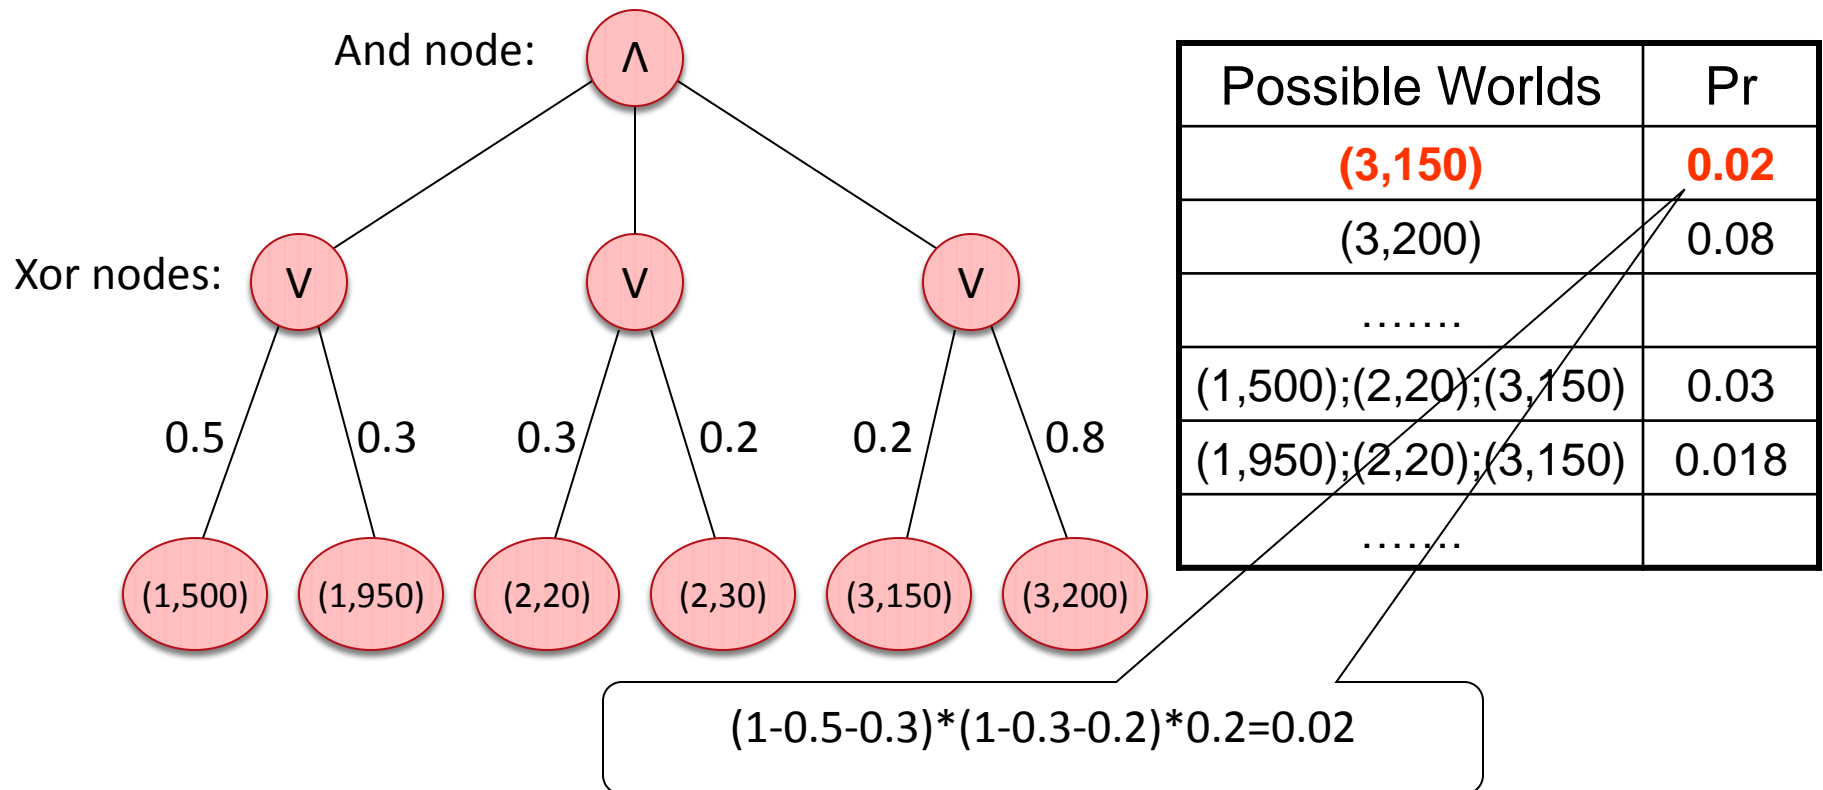 And node:
Λ
Xor nodes:
V V V
0.5 0.3 0.3 0.2 0.2 0.8
(1,500) (1,950) (2,20) (2,30) (3,150) (3,200)
Possible Worlds Pr
(3,150) 0.02
(3,200) 0.08
.......
(1,500);(2,20);(3,150) 0.03
(1,950);(2,20);(3,150) 0.018
.......
(1-0.5-0.3)*(1-0.3-0.2)*0.2=0.02